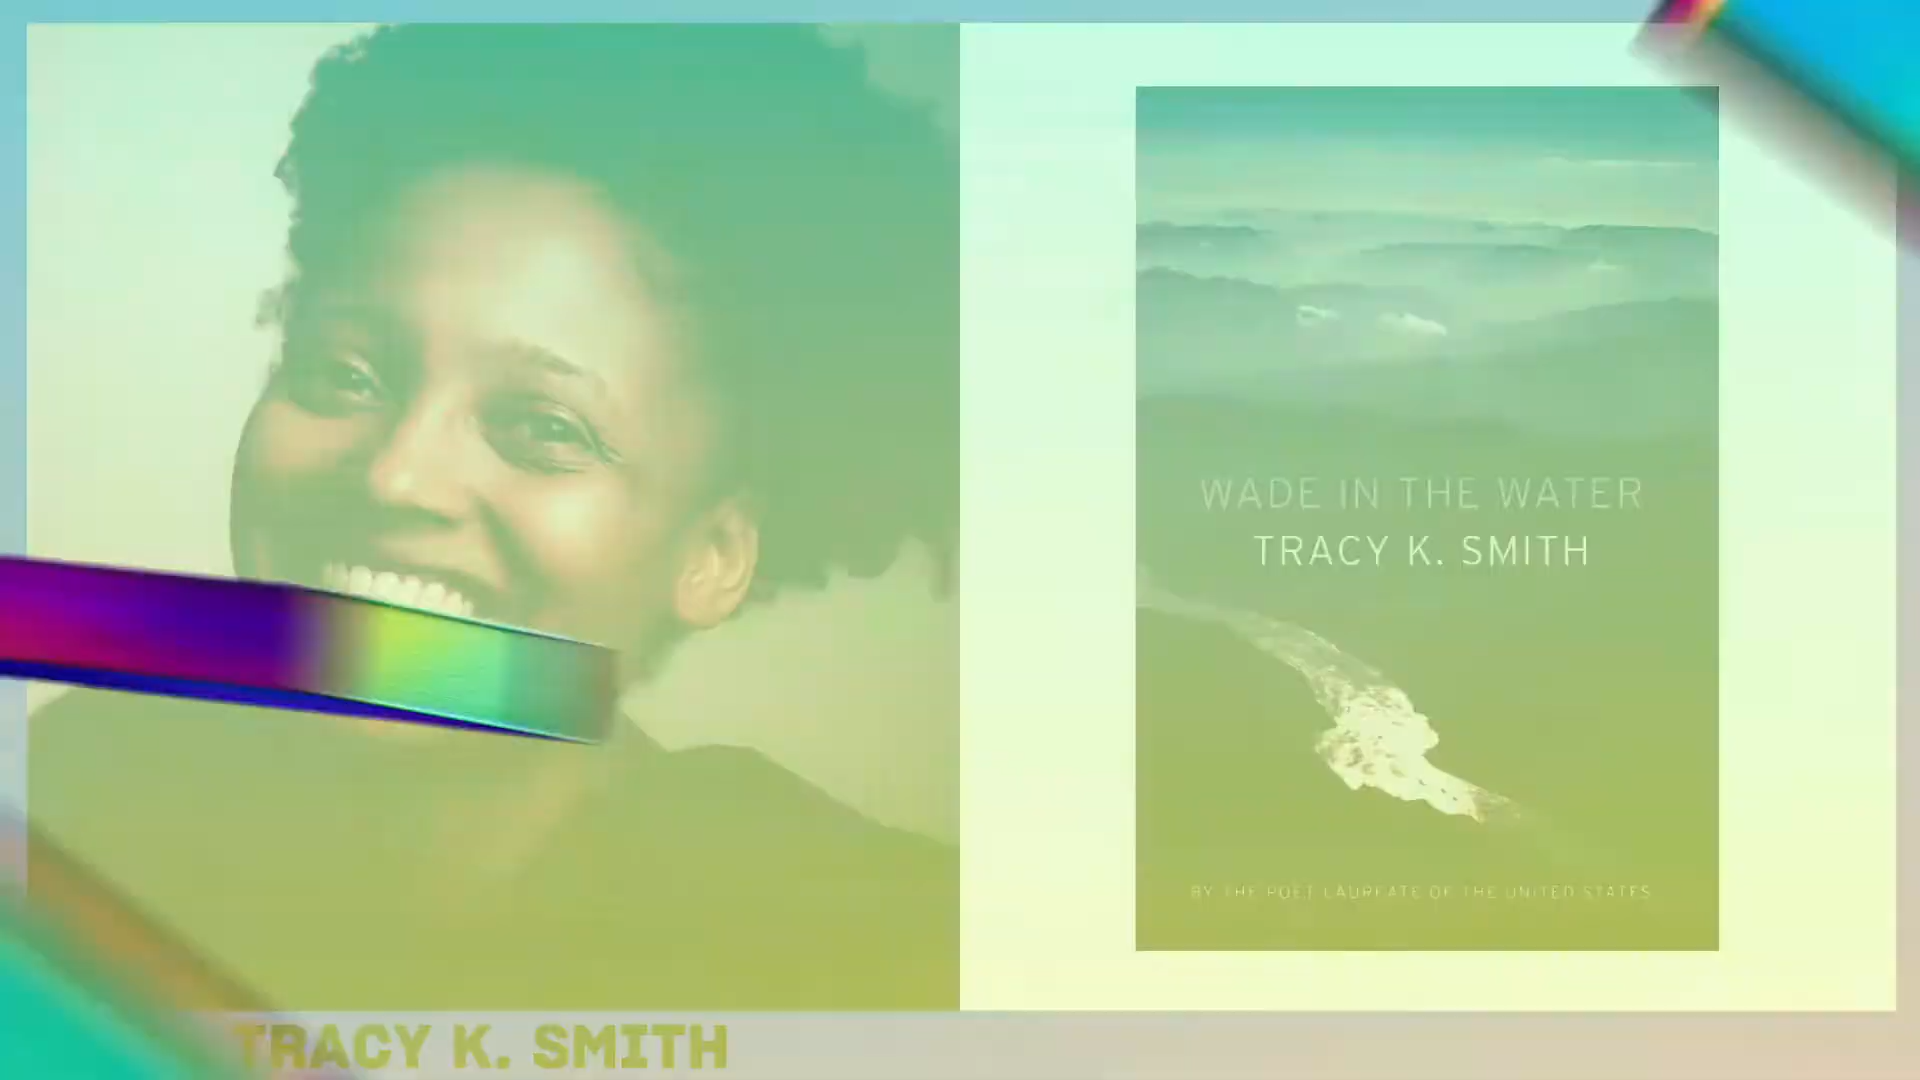 WADE IN THE WATER
TRACY K. SMITH
BY THE POET LAUREATE OF THE UNITED STATES
TRACY K. SMITH